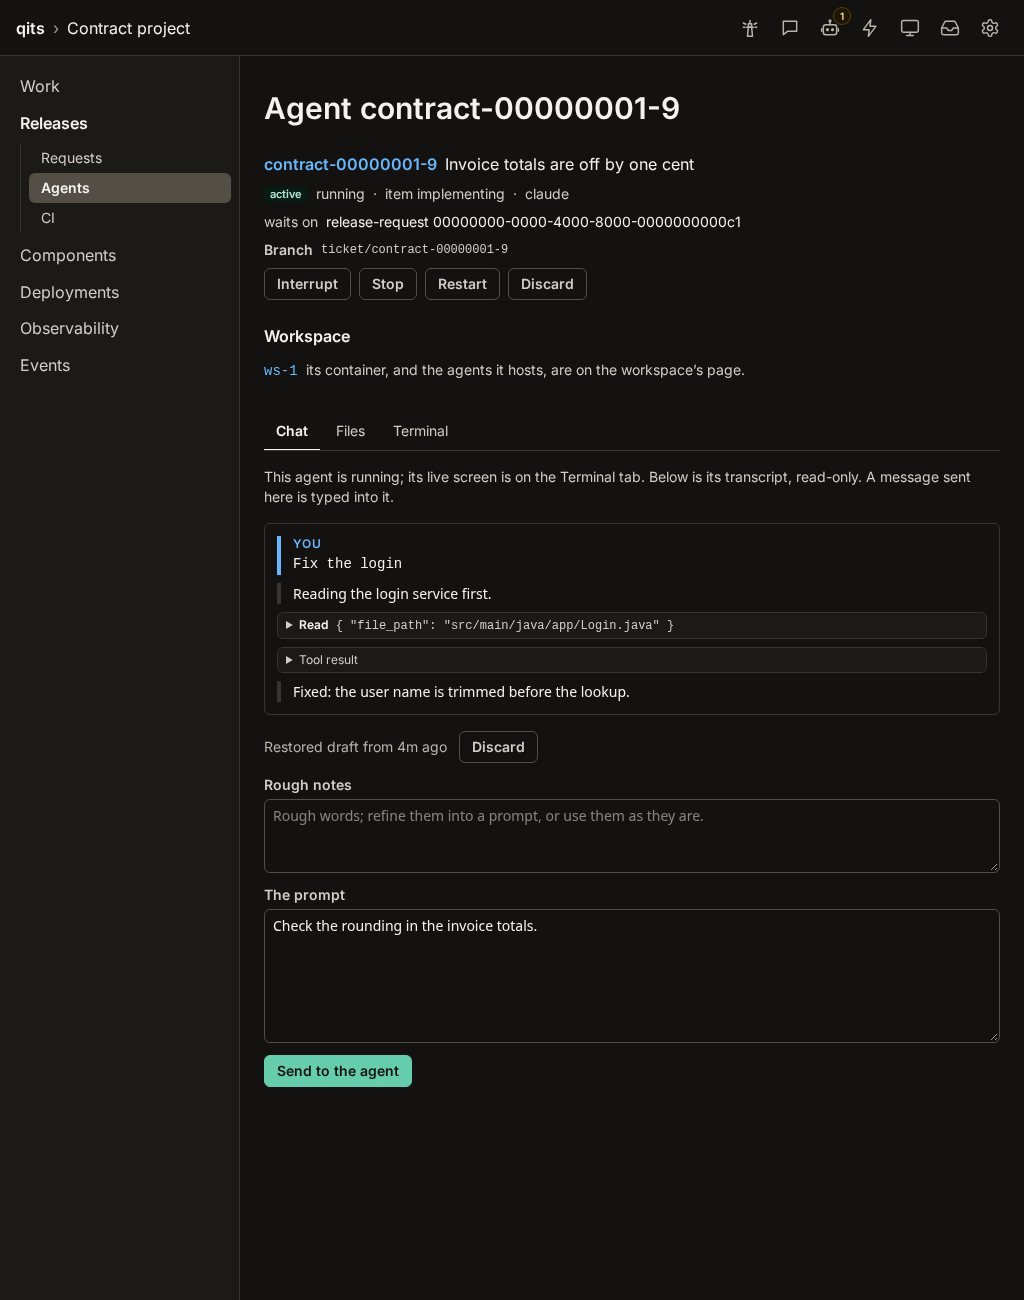 qits › Contract project
1
Work
Releases
Requests
Agents
CI
Components
Deployments
Observability
Events
Agent contract-00000001-9
contract-00000001-9 Invoice totals are off by one cent
active running · item implementing · claude
waits on release-request 00000000-0000-4000-8000-0000000000c1
Branch ticket/contract-00000001-9
Interrupt Stop Restart Discard
Workspace
ws-1 its container, and the agents it hosts, are on the workspace’s page.
Chat Files Terminal
This agent is running; its live screen is on the Terminal tab. Below is its transcript, read-only. A message sent
here is typed into it.
YOU
Fix the login
Reading the login service first.
Read { "file_path": "src/main/java/app/Login.java" }
Tool result
Fixed: the user name is trimmed before the lookup.
Restored draft from 4m ago Discard
Rough notes
Rough words; refine them into a prompt, or use them as they are.
The prompt
Check the rounding in the invoice totals.
Send to the agent